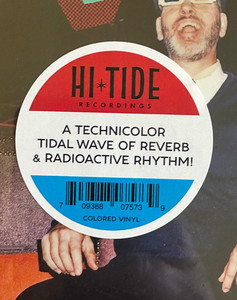 HI★TIDE
RECORDINGS
A TECHNICOLOR
TIDAL WAVE OF REVERB
& RADIOACTIVE RHYTHM!
7 09388 07573 9
COLORED VINYL